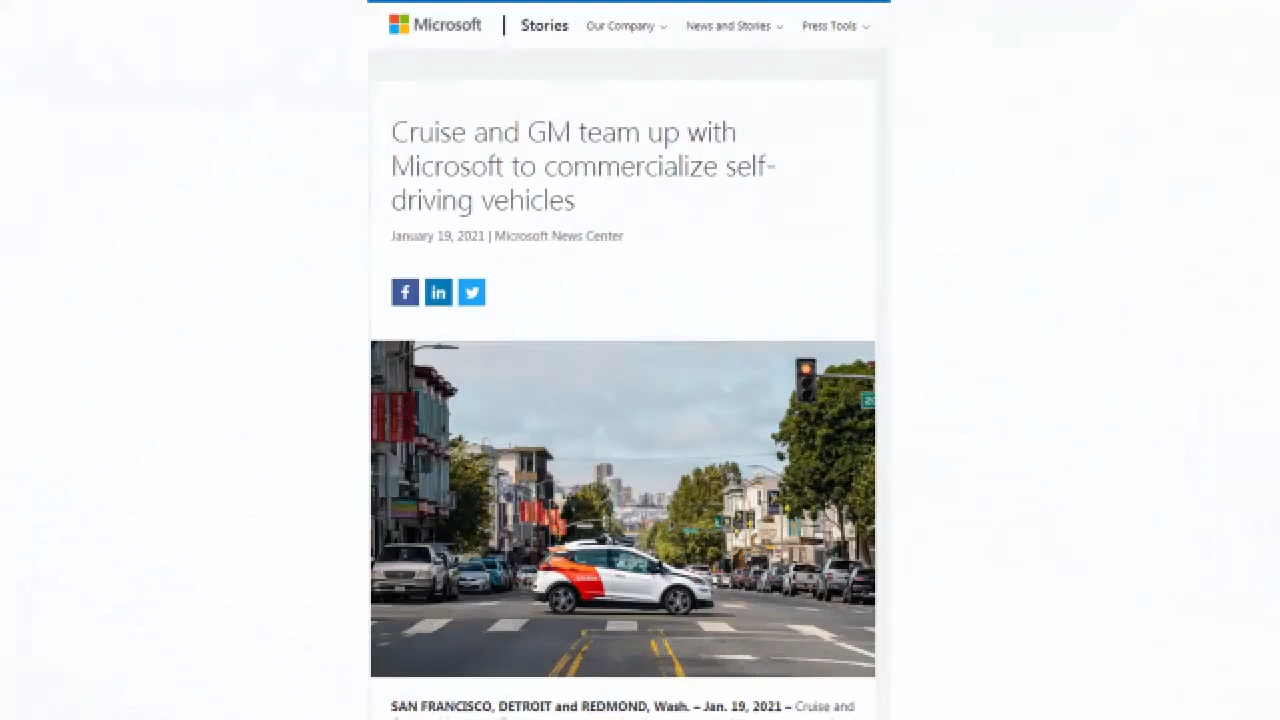 Microsoft | Stories Our Company News and Stories Press Tools
Cruise and GM team up with
Microsoft to commercialize self-
driving vehicles
January 19, 2021 | Microsoft News Center
f in
20
SAN FRANCISCO, DETROIT and REDMOND, Wash. – Jan. 19, 2021 – Cruise and